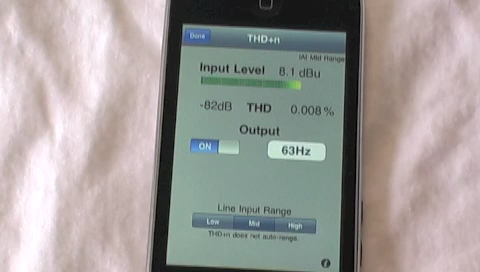 Done THD+n
iAI Mid Range
Input Level 8.1 dBu
-82dB THD 0.008 %
Output
ON 63Hz
Line Input Range
Low Mid High
THD+n does not auto-range.